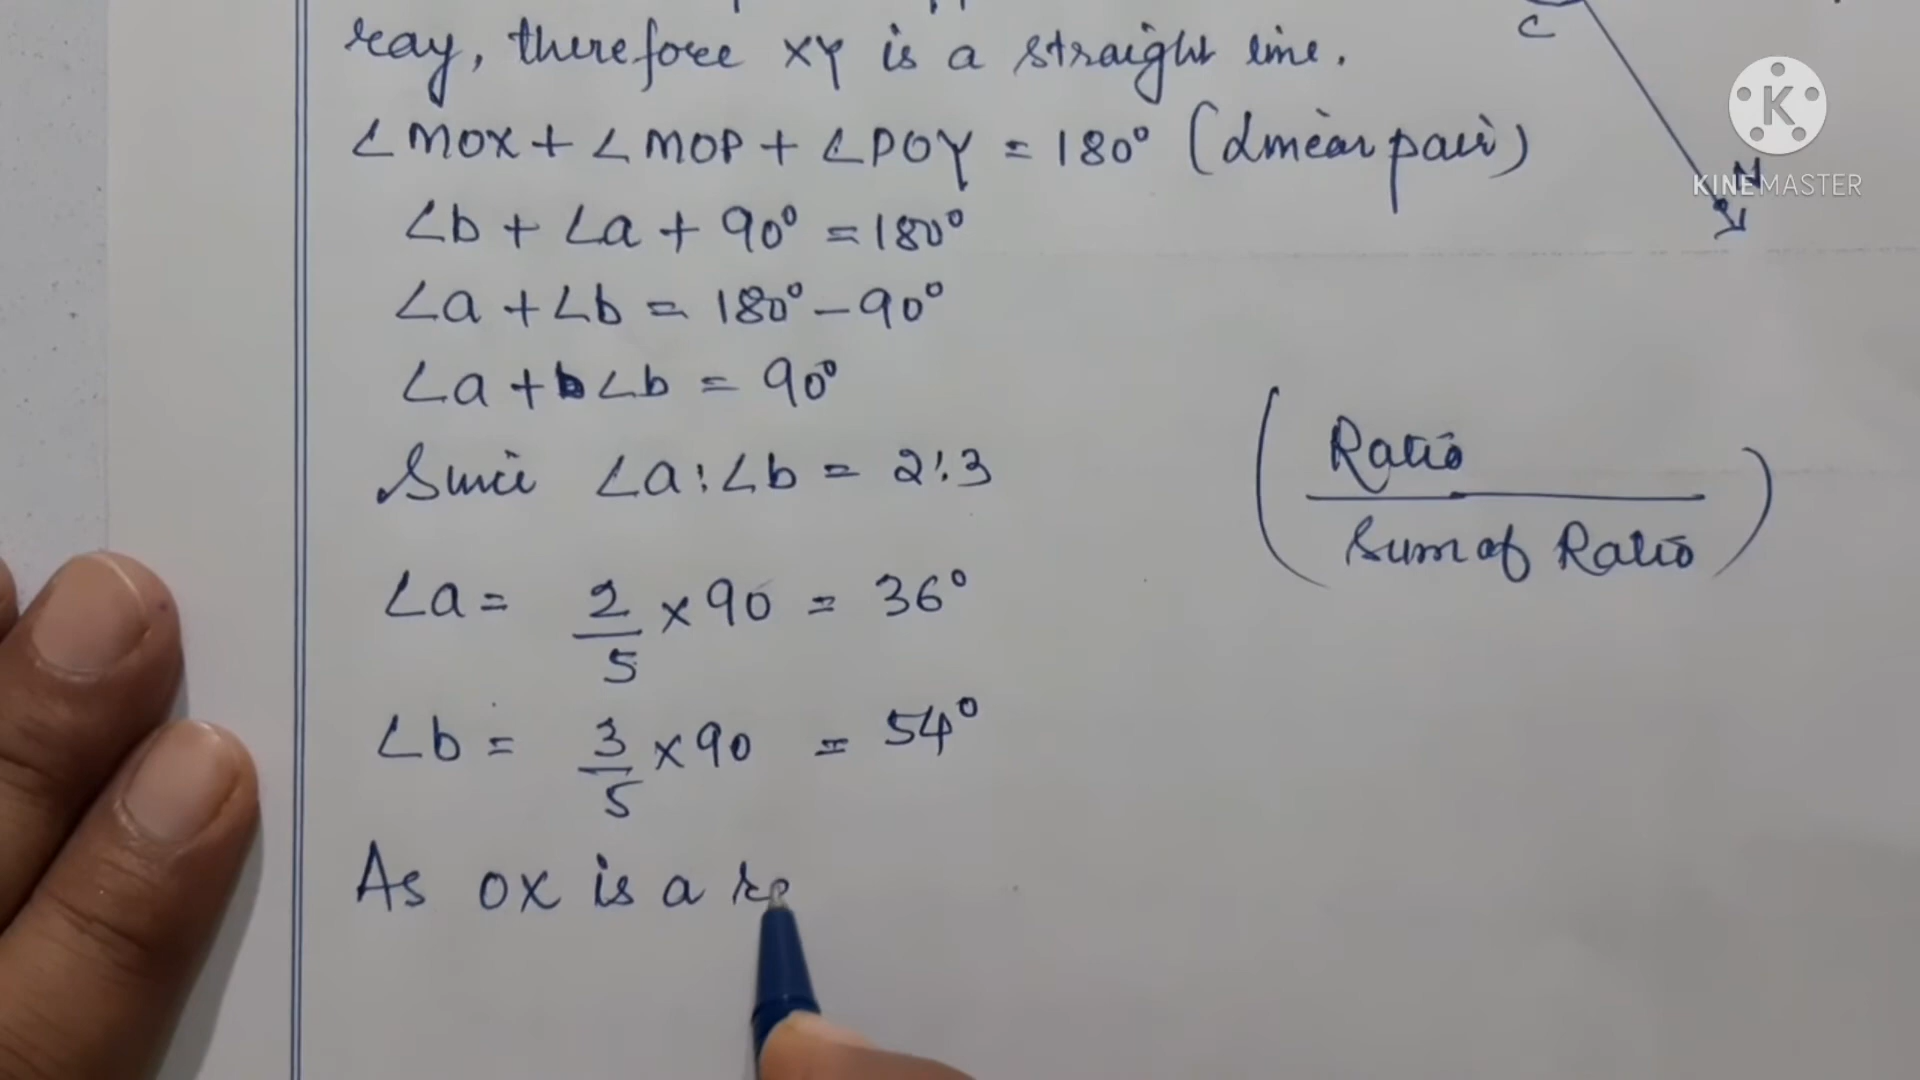 ray, therefore XY is a straight line.
C
∠MOX + ∠MOP + ∠POY = 180° (Linear pair)
N
K
KINEMASTER
∠b + ∠a + 90° = 180°
∠a + ∠b = 180° - 90°
∠a + ∠b = 90°
Since ∠a : ∠b = 2:3
(Ratio / Sum of Ratio)
∠a = 2/5 × 90 = 36°
∠b = 3/5 × 90 = 54°
As OX is a